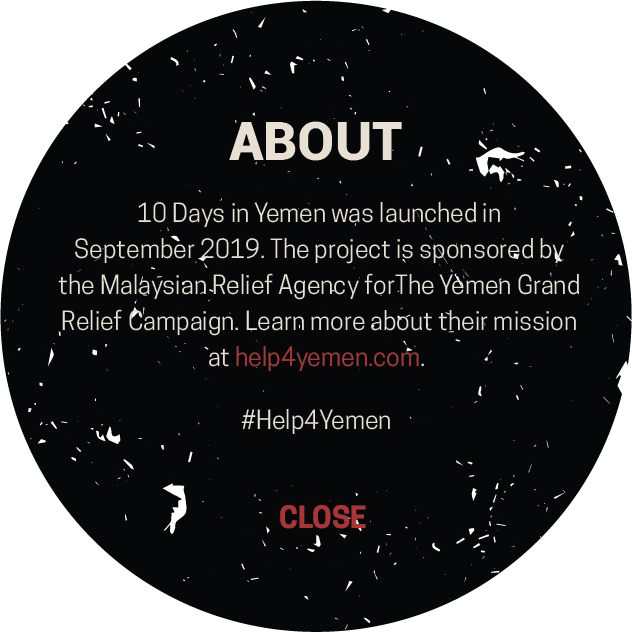 ABOUT
10 Days in Yemen was launched in
September 2019. The project is sponsored by
the Malaysian Relief Agency forThe Yemen Grand
Relief Campaign. Learn more about their mission
at help4yemen.com.
#Help4Yemen
CLOSE